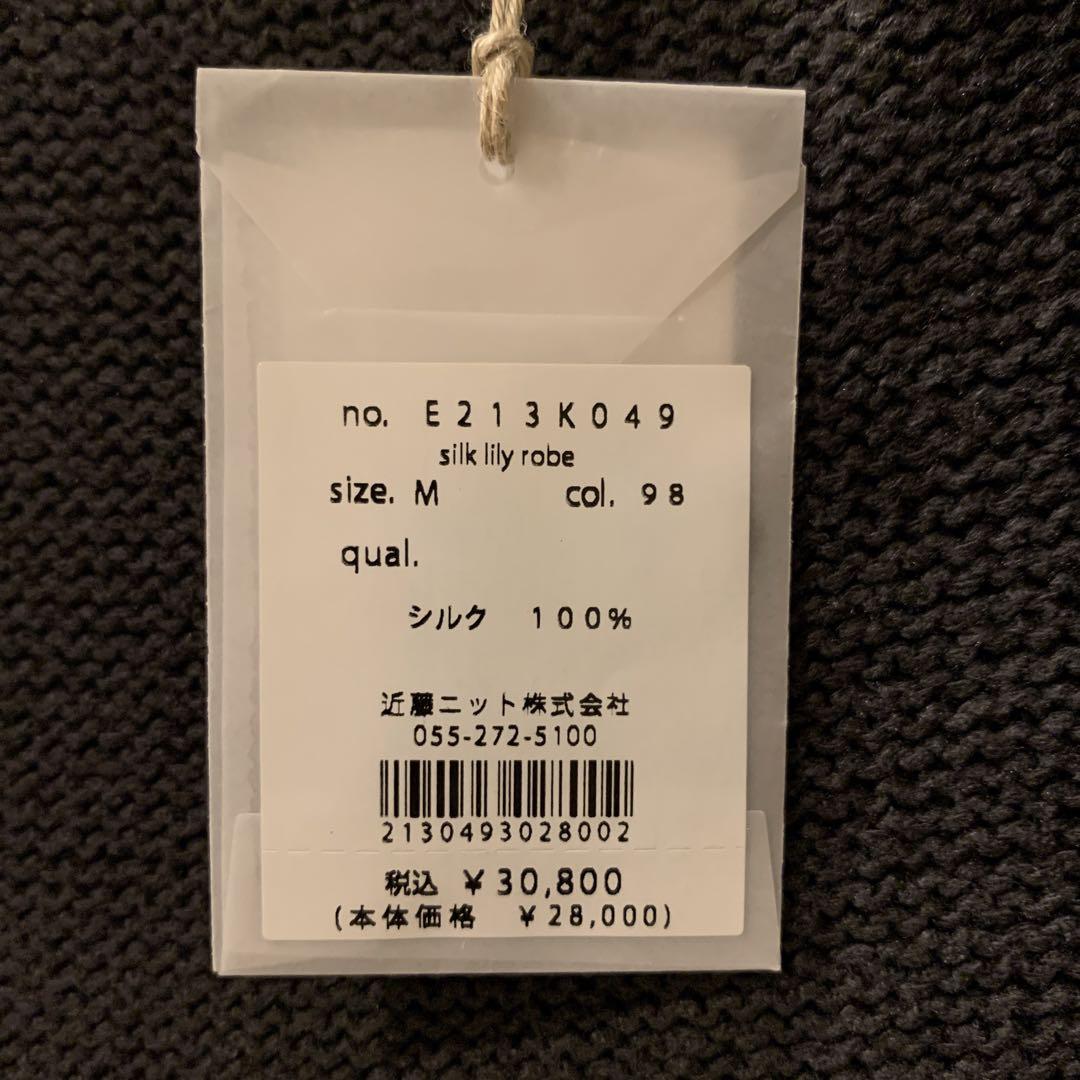 no. E213K049
silk lily robe
size. M col. 98
qual.
シルク 100%
近藤ニット株式会社
055-272-5100
2130493028002
税込 ¥30,800
(本体価格 ¥28,000)